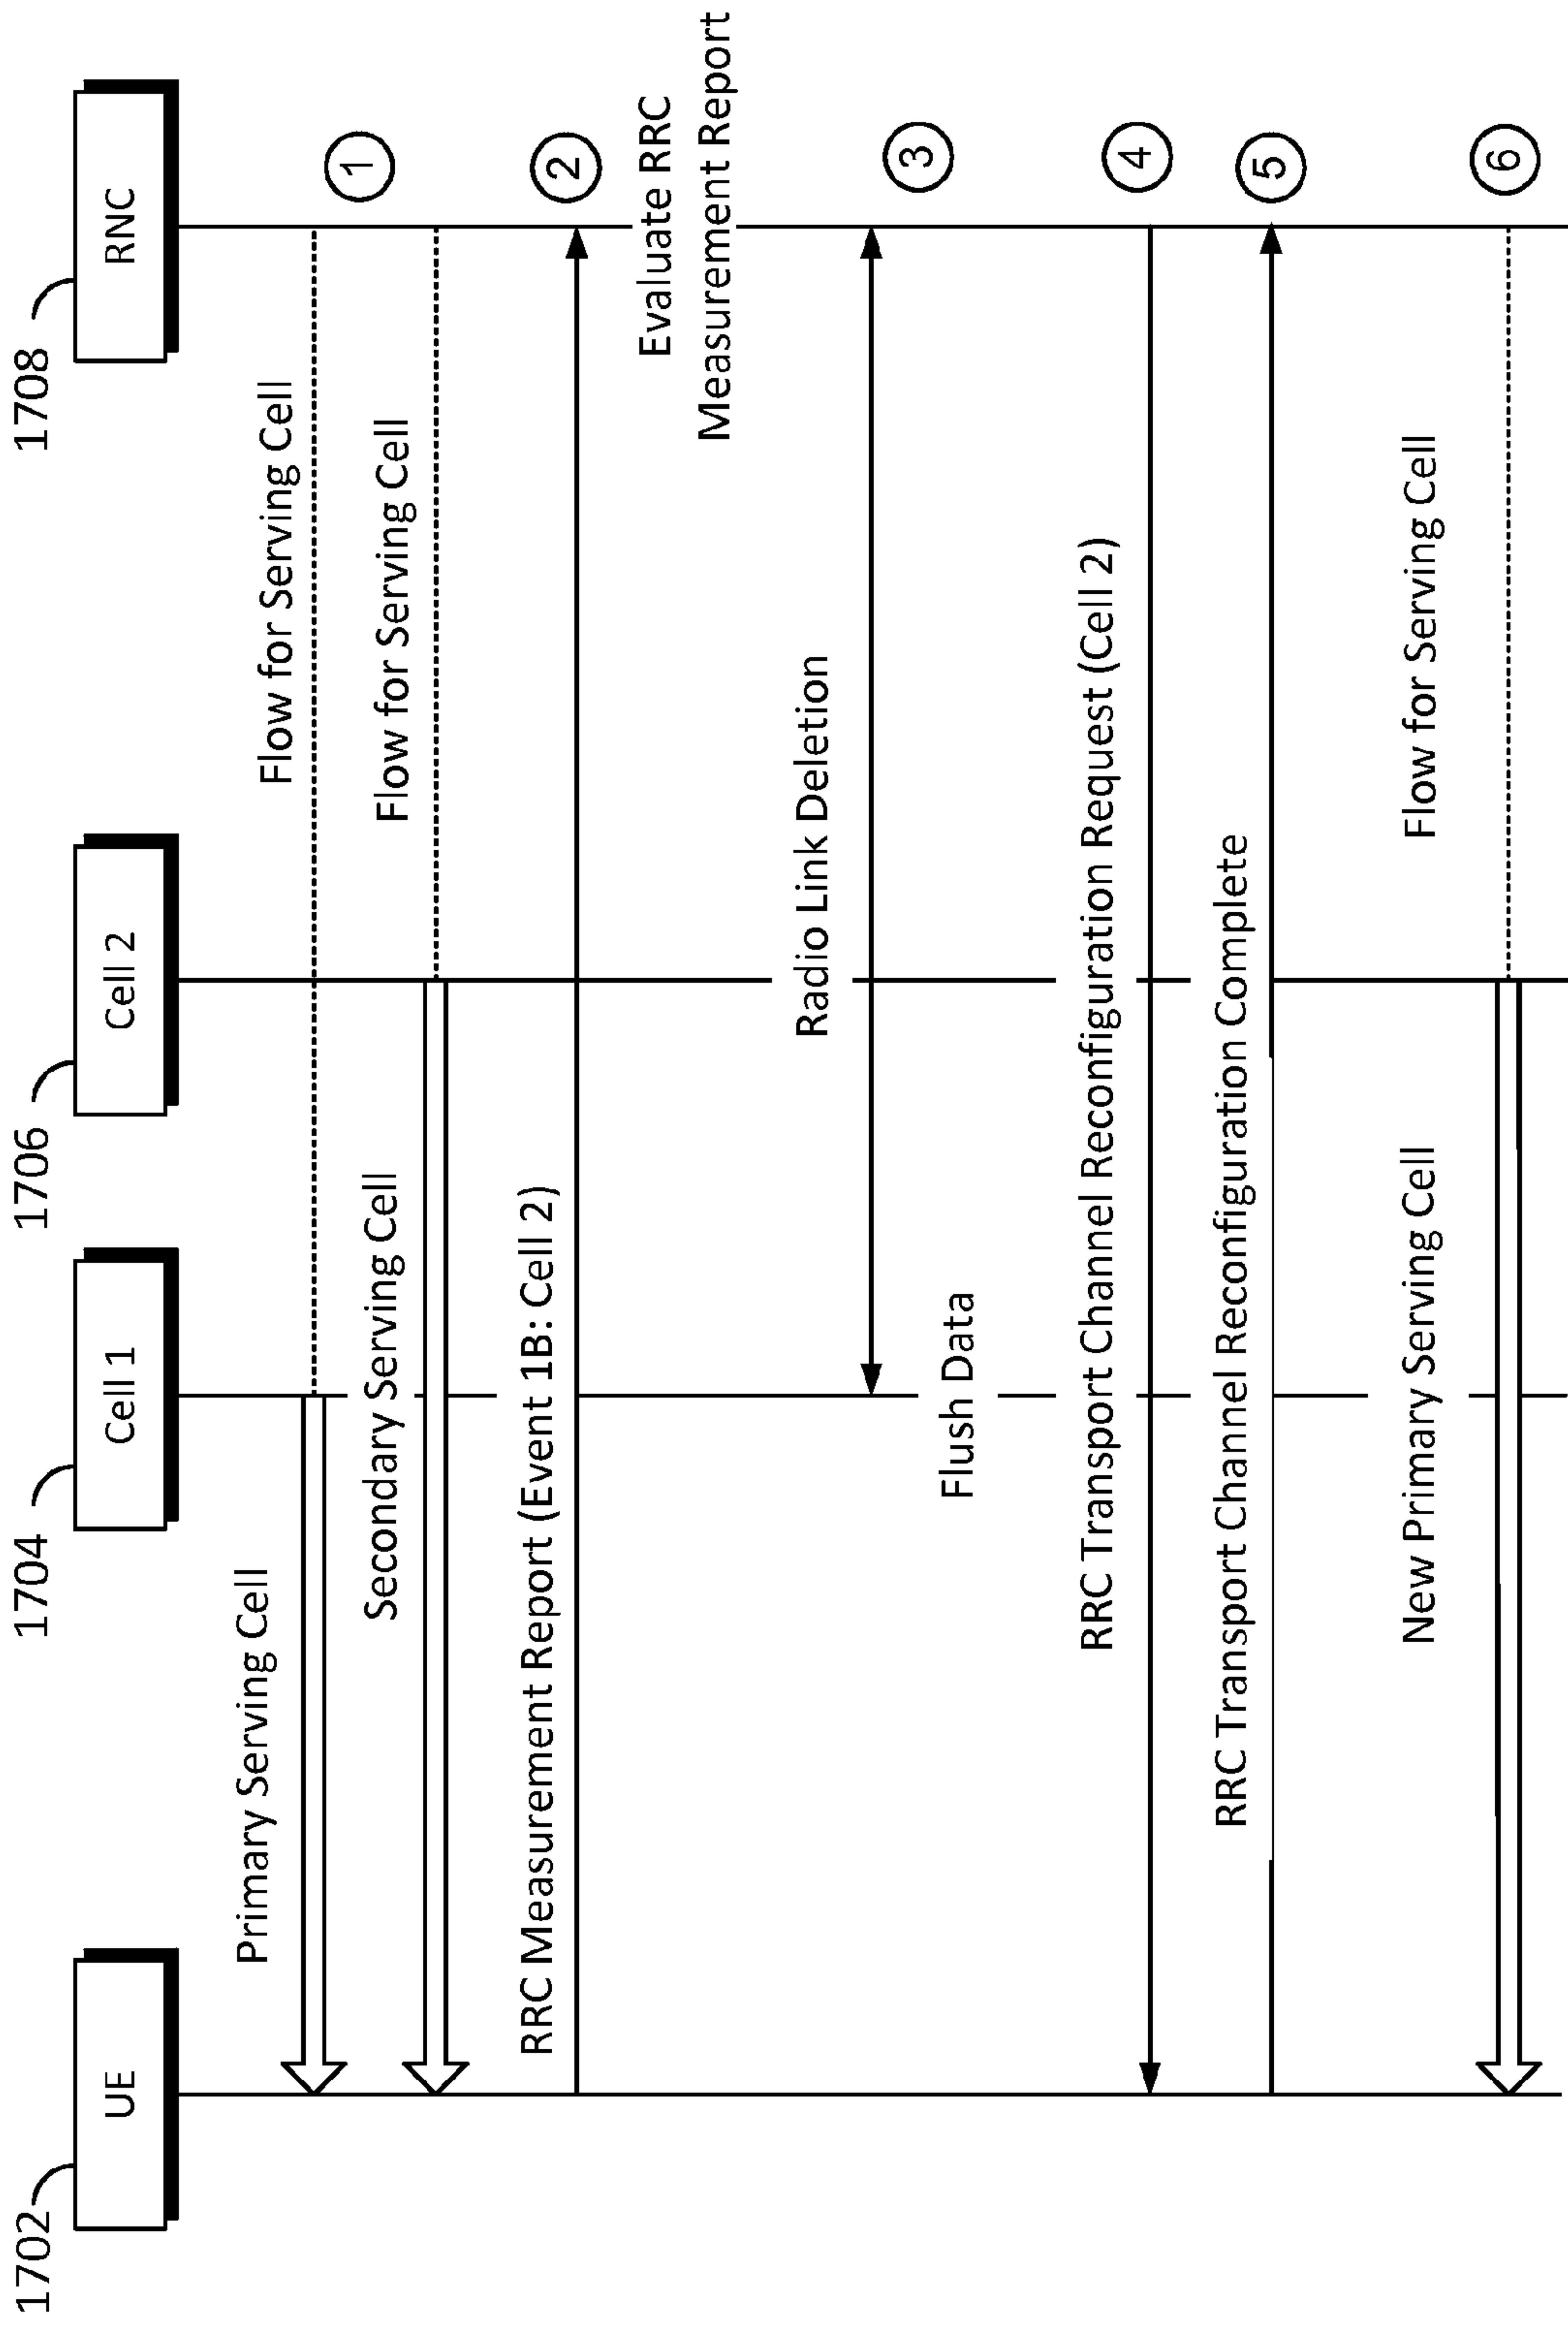 1702
1704
1706
1708
UE
Cell 1
Cell 2
RNC
Primary Serving Cell
Flow for Serving Cell
1
Secondary Serving Cell
Flow for Serving Cell
RRC Measurement Report (Event 1B: Cell 2)
2
Evaluate RRC
Measurement Report
Radio Link Deletion
3
Flush Data
RRC Transport Channel Reconfiguration Request (Cell 2)
4
RRC Transport Channel Reconfiguration Complete
5
New Primary Serving Cell
Flow for Serving Cell
6